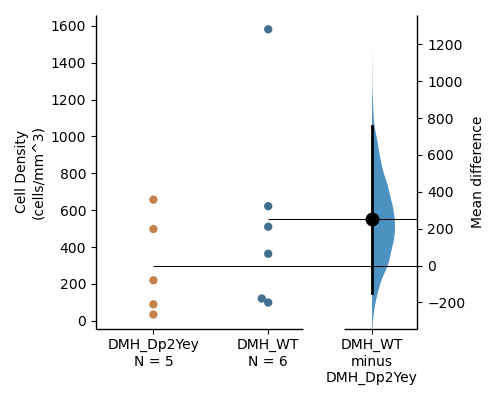 Cell Density
(cells/mm^3)
1600
1400
1200
1000
800
600
400
200
0
DMH_Dp2Yey
N = 5
DMH_WT
N = 6
DMH_WT
minus
DMH_Dp2Yey
1200
1000
800
600
400
200
0
−200
Mean difference